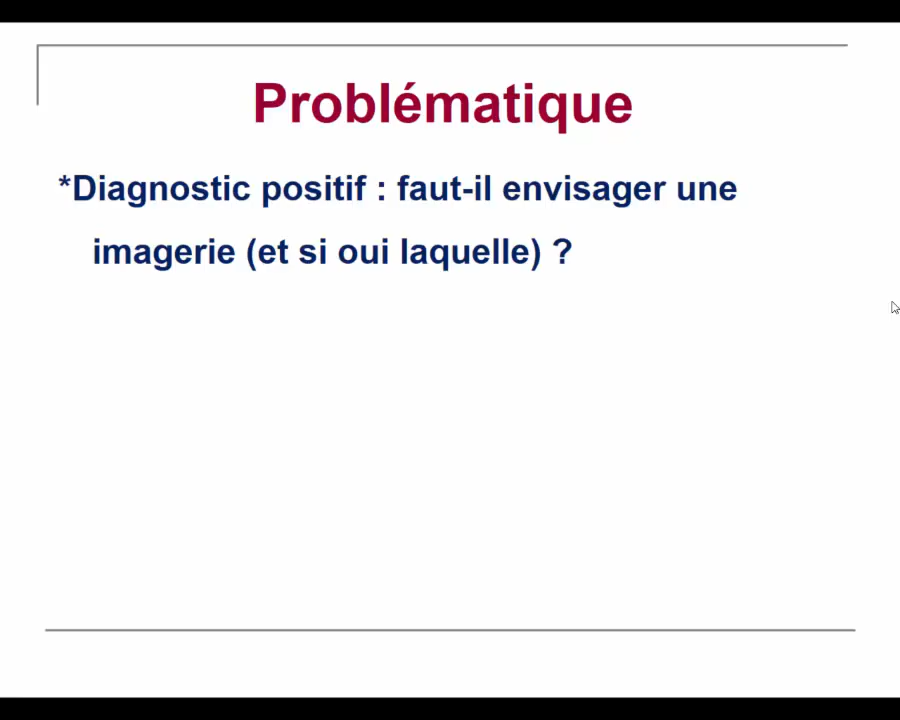 Problématique
*Diagnostic positif : faut-il envisager une
imagerie (et si oui laquelle) ?